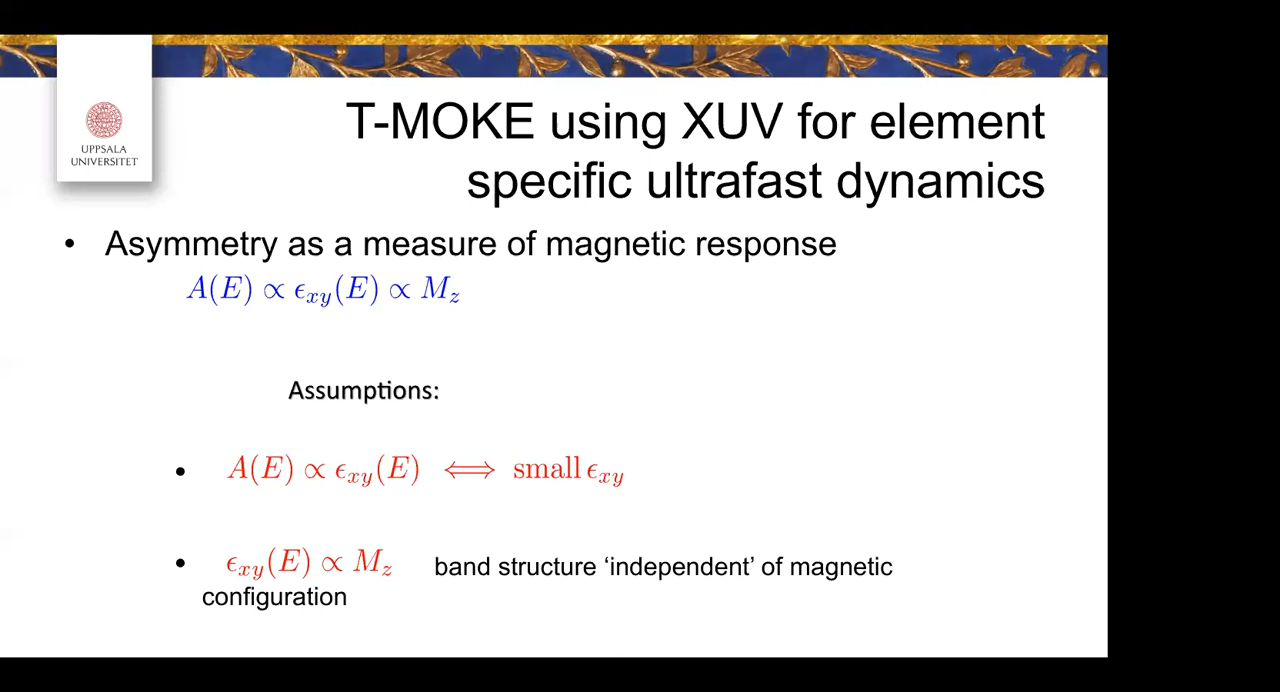 UPPSALA
UNIVERSITET
T-MOKE using XUV for element
specific ultrafast dynamics
• Asymmetry as a measure of magnetic response
A(E) ∝ ϵxy(E) ∝ Mz
Assumptions:
• A(E) ∝ ϵxy(E) ⟺ small ϵxy
• ϵxy(E) ∝ Mz band structure ‘independent’ of magnetic
configuration